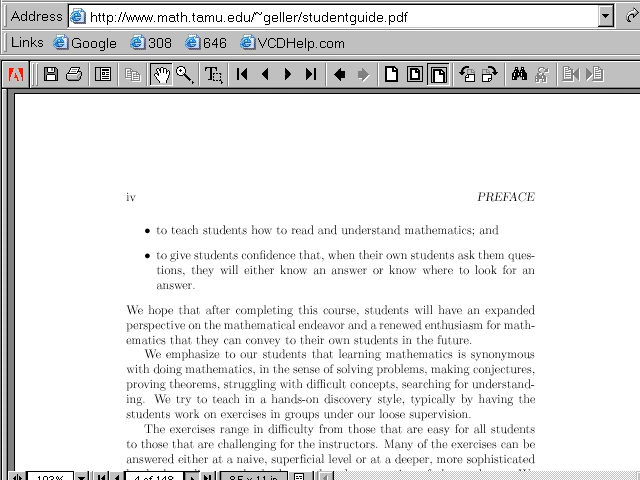 Address http://www.math.tamu.edu/~geller/studentguide.pdf
Links Google 308 646 VCDHelp.com
iv PREFACE
• to teach students how to read and understand mathematics; and
• to give students confidence that, when their own students ask them ques-
tions, they will either know an answer or know where to look for an
answer.
We hope that after completing this course, students will have an expanded
perspective on the mathematical endeavor and a renewed enthusiasm for math-
ematics that they can convey to their own students in the future.
We emphasize to our students that learning mathematics is synonymous
with doing mathematics, in the sense of solving problems, making conjectures,
proving theorems, struggling with difficult concepts, searching for understand-
ing. We try to teach in a hands-on discovery style, typically by having the
students work on exercises in groups under our loose supervision.
The exercises range in difficulty from those that are easy for all students
to those that are challenging for the instructors. Many of the exercises can be
answered either at a naive, superficial level or at a deeper, more sophisticated
103% 4 of 148 8.5 x 11 in